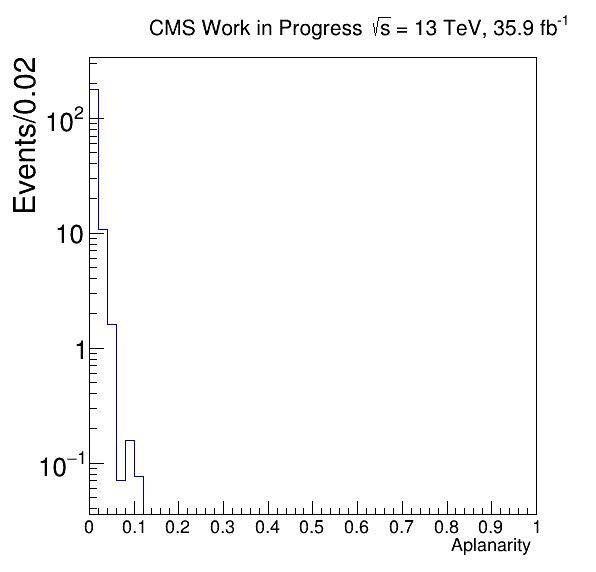 CMS Work in Progress √s = 13 TeV, 35.9 fb⁻¹
Events/0.02
10²
10
1
10⁻¹
0 0.1 0.2 0.3 0.4 0.5 0.6 0.7 0.8 0.9 1
Aplanarity